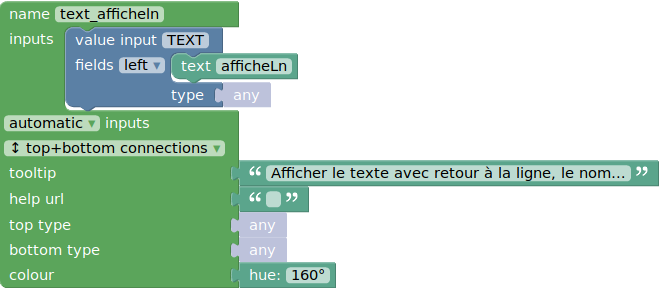 name text_afficheln
inputs value input TEXT
fields left ▾ text afficheLn
type any
automatic ▾ inputs
↕ top+bottom connections ▾
tooltip “ Afficher le texte avec retour à la ligne, le nom... ”
help url “ ”
top type any
bottom type any
colour hue: 160°